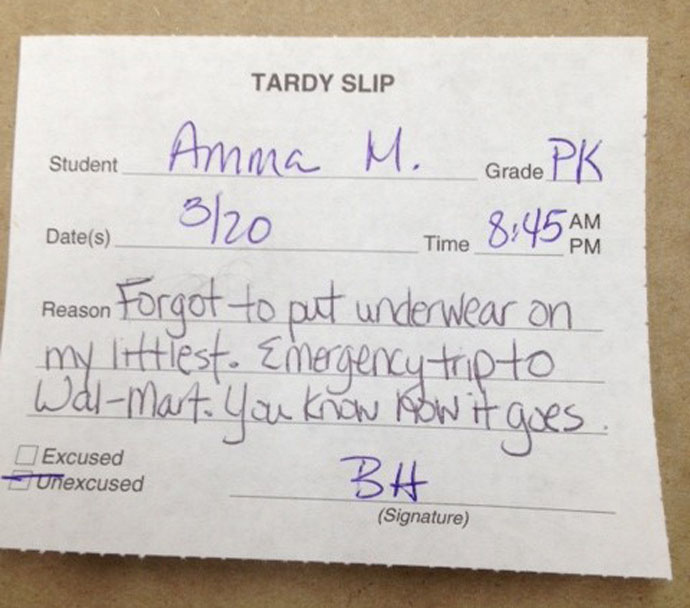 TARDY SLIP
Student Amma M. Grade PK
Date(s) 3/20 Time 8:45 AM
PM
Reason Forgot to put underwear on
my littlest. Emergency trip to
Wal-Mart. You know how it goes.
Excused
Unexcused
BH
(Signature)